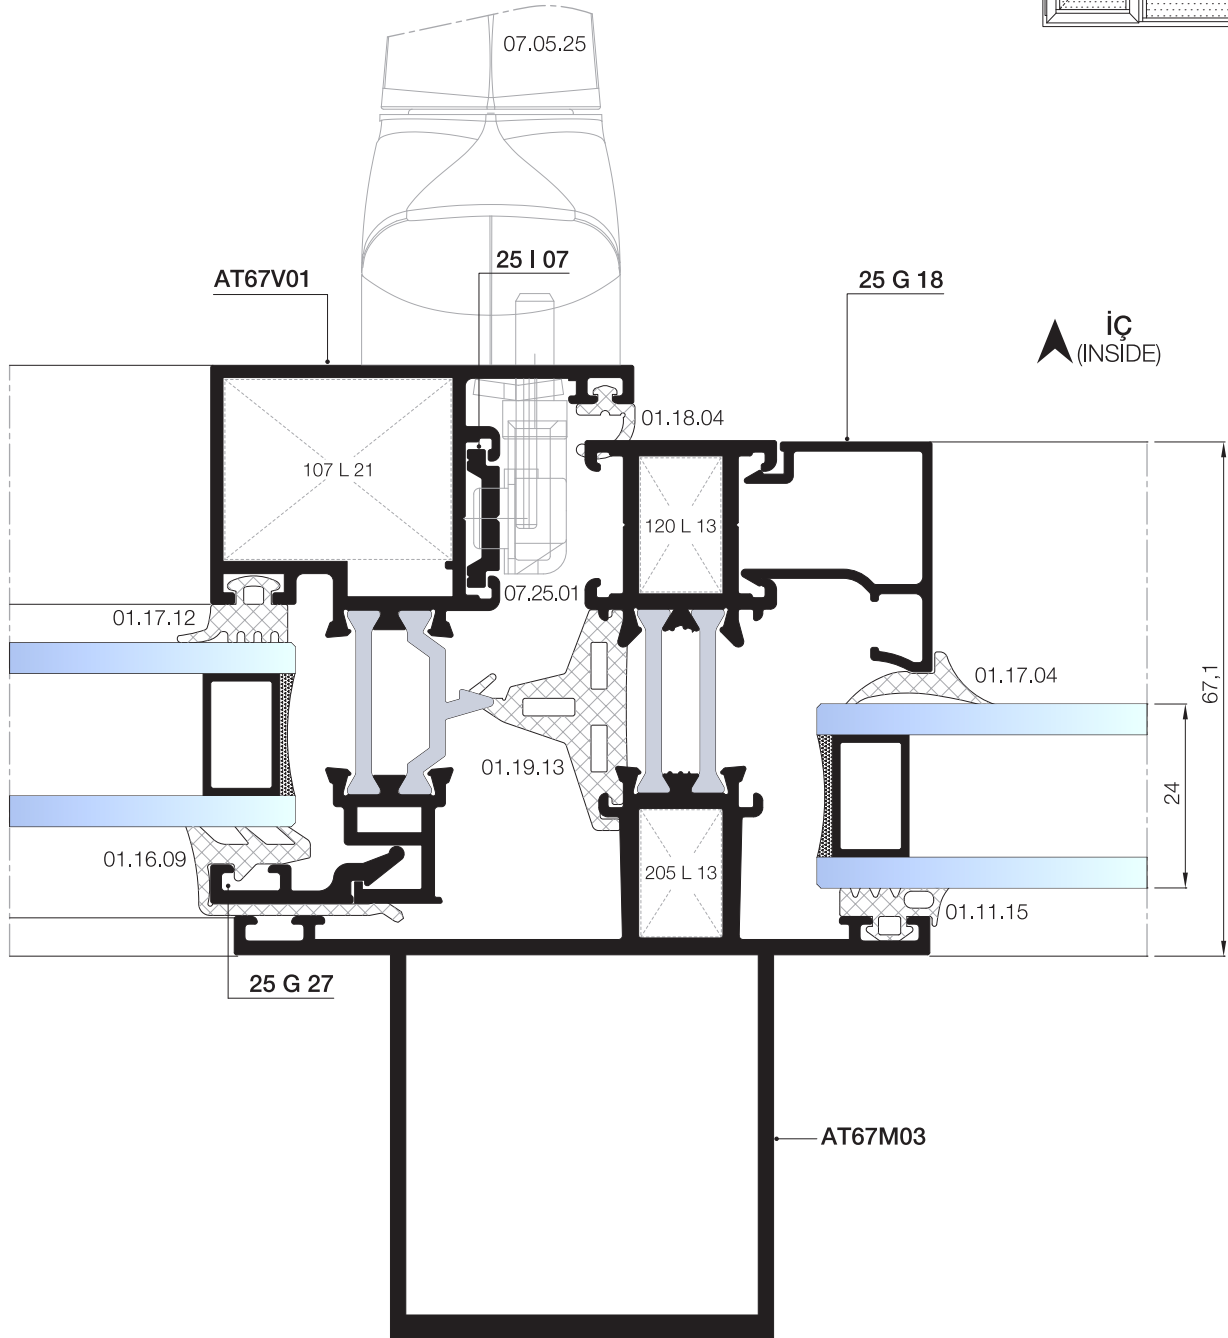 07.05.25
25 I 07
AT67V01
25 G 18
İÇ
(INSIDE)
01.18.04
107 L 21
120 L 13
07.25.01
01.17.12
01.17.04
67,1
01.19.13
24
01.16.09
205 L 13
01.11.15
25 G 27
AT67M03